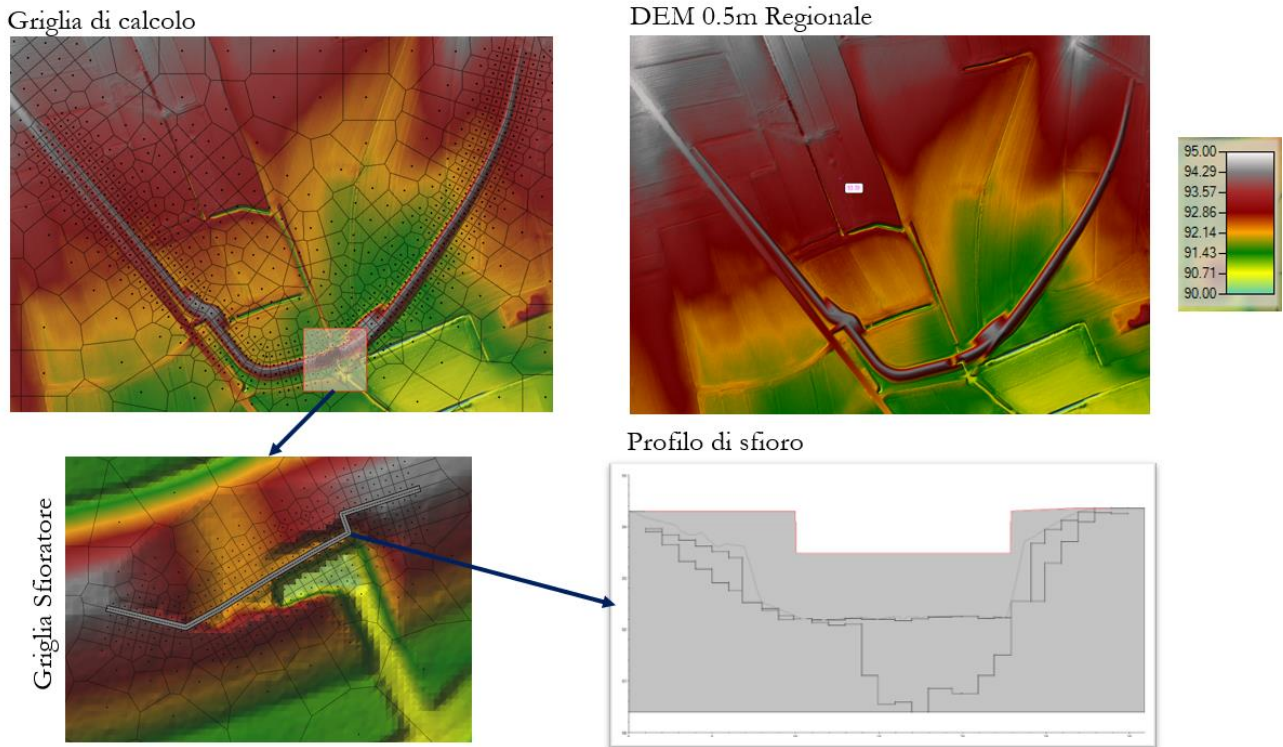 Griglia di calcolo
DEM 0.5m Regionale
95.00
94.29
93.57
92.86
92.14
91.43
90.71
90.00
Griglia Sfioratore
Profilo di sfioro